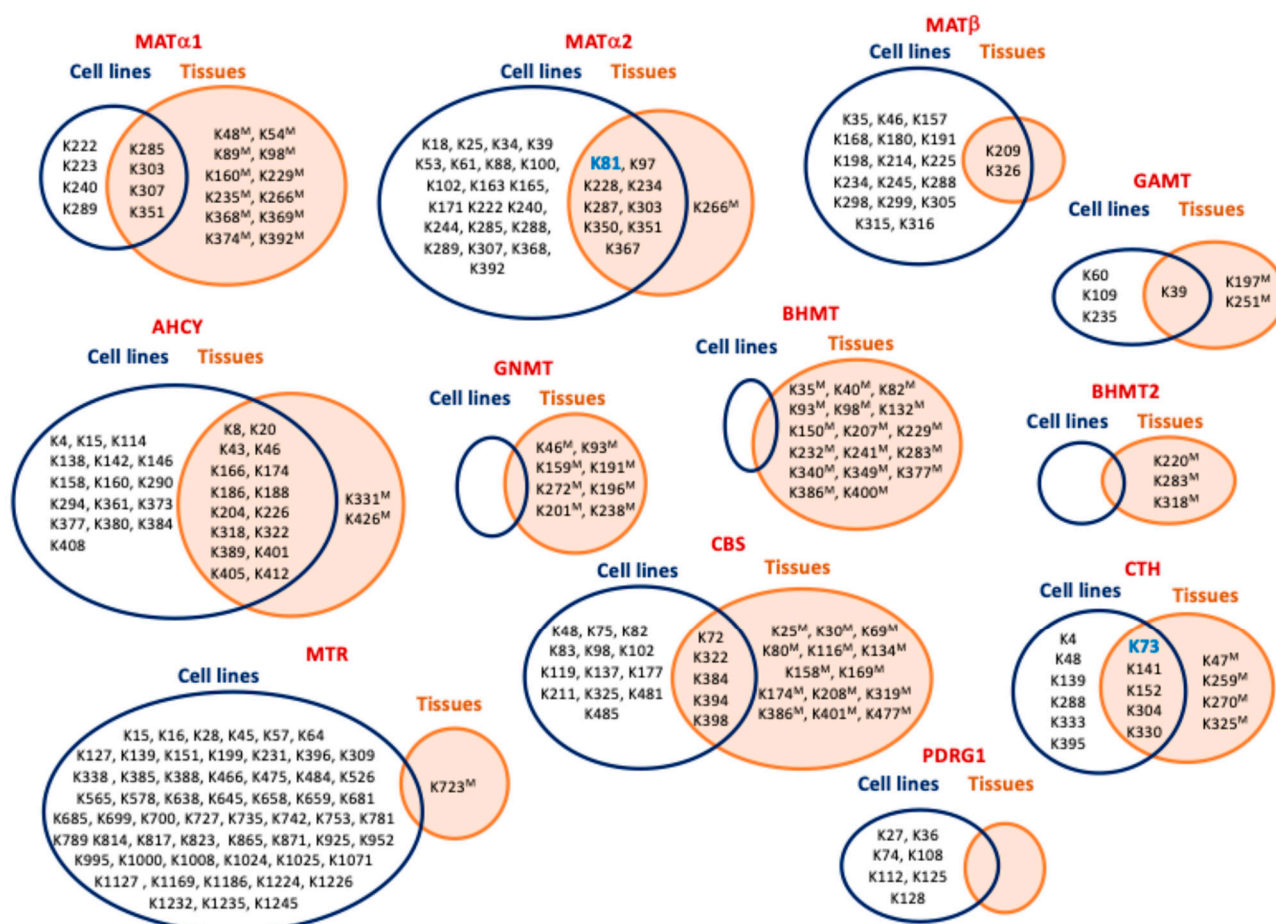 MATα1
Cell lines Tissues
K222
K223
K240
K289
K285
K303
K307
K351
K48ᴹ, K54ᴹ
K89ᴹ, K98ᴹ
K160ᴹ, K229ᴹ
K235ᴹ, K266ᴹ
K368ᴹ, K369ᴹ
K374ᴹ, K392ᴹ
MATα2
Cell lines Tissues
K18, K25, K34, K39
K53, K61, K88, K100,
K102, K163 K165,
K171 K222 K240,
K244, K285, K288,
K289, K307, K368,
K392
K81, K97
K228, K234
K287, K303
K350, K351
K367
K266ᴹ
MATβ
Cell lines Tissues
K35, K46, K157
K168, K180, K191
K198, K214, K225
K234, K245, K288
K298, K299, K305
K315, K316
K209
K326
GAMT
Cell lines Tissues
K60
K109
K235
K39
K197ᴹ
K251ᴹ
AHCY
Cell lines Tissues
K4, K15, K114
K138, K142, K146
K158, K160, K290
K294, K361, K373
K377, K380, K384
K408
K8, K20
K43, K46
K166, K174
K186, K188
K204, K226
K318, K322
K389, K401
K405, K412
K331ᴹ
K426ᴹ
GNMT
Cell lines Tissues
K46ᴹ, K93ᴹ
K159ᴹ, K191ᴹ
K272ᴹ, K196ᴹ
K201ᴹ, K238ᴹ
BHMT
Cell lines Tissues
K35ᴹ, K40ᴹ, K82ᴹ
K93ᴹ, K98ᴹ, K132ᴹ
K150ᴹ, K207ᴹ, K229ᴹ
K232ᴹ, K241ᴹ, K283ᴹ
K340ᴹ, K349ᴹ, K377ᴹ
K386ᴹ, K400ᴹ
BHMT2
Cell lines Tissues
K220ᴹ
K283ᴹ
K318ᴹ
MTR
Cell lines
Tissues
K15, K16, K28, K45, K57, K64
K127, K139, K151, K199, K231, K396, K309
K338 , K385, K388, K466, K475, K484, K526
K565, K578, K638, K645, K658, K659, K681
K685, K699, K700, K727, K735, K742, K753, K781
K789 K814, K817, K823, K865, K871, K925, K952
K995, K1000, K1008, K1024, K1025, K1071
K1127 , K1169, K1186, K1224, K1226
K1232, K1235, K1245
K723ᴹ
CBS
Cell lines Tissues
K48, K75, K82
K83, K98, K102
K119, K137, K177
K211, K325, K481
K485
K72
K322
K384
K394
K398
K25ᴹ, K30ᴹ, K69ᴹ
K80ᴹ, K116ᴹ, K134ᴹ
K158ᴹ, K169ᴹ
K174ᴹ, K208ᴹ, K319ᴹ
K386ᴹ, K401ᴹ, K477ᴹ
CTH
Cell lines Tissues
K4
K48
K139
K288
K333
K395
K73
K141
K152
K304
K330
K47ᴹ
K259ᴹ
K270ᴹ
K325ᴹ
PDRG1
Cell lines Tissues
K27, K36
K74, K108
K112, K125
K128